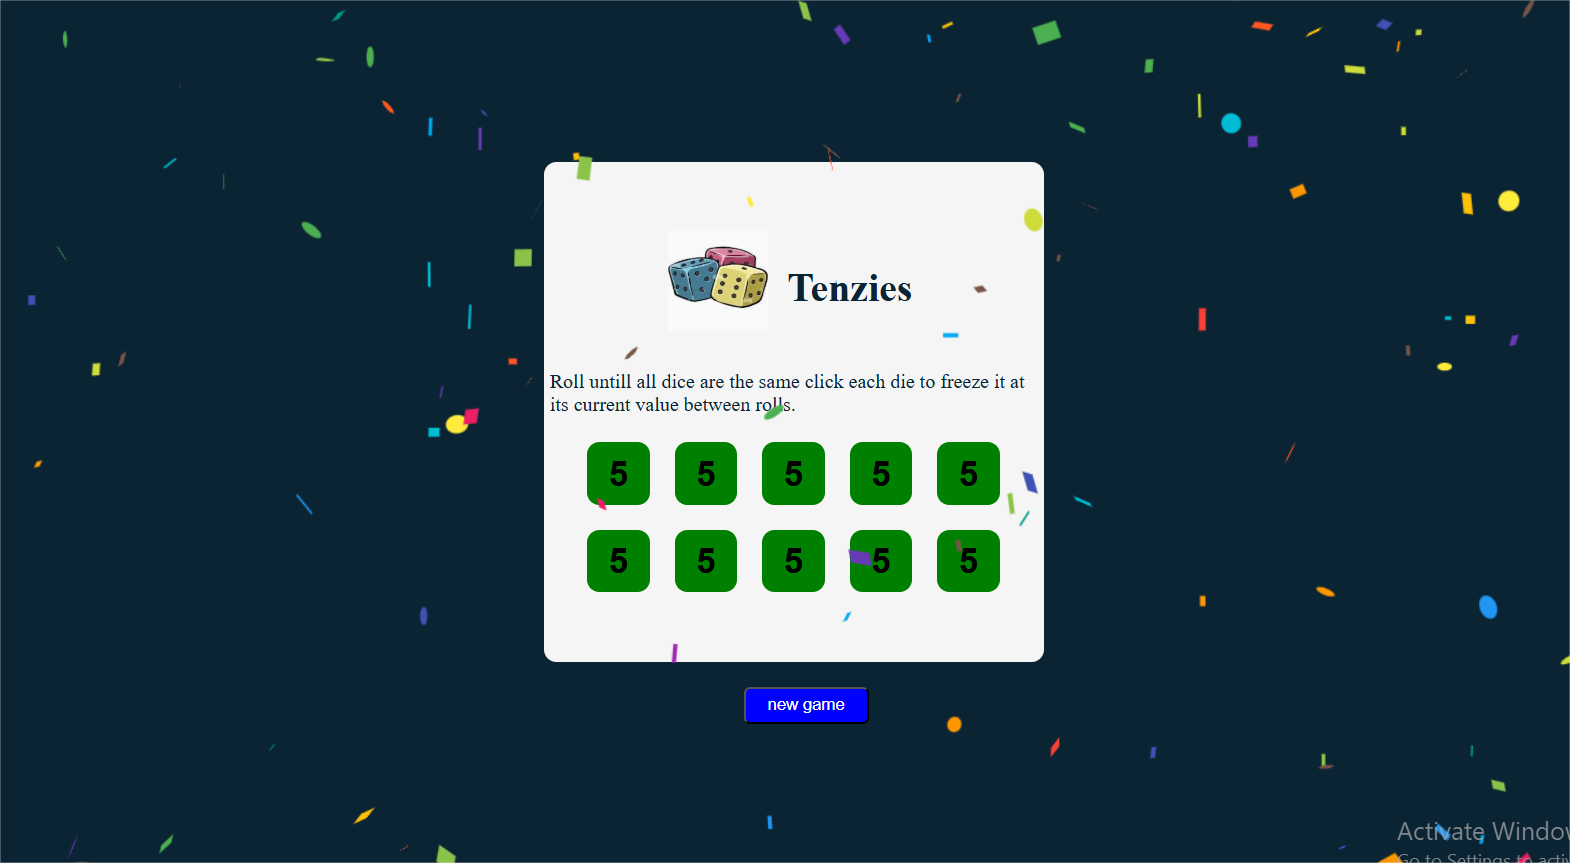 Tenzies
Roll untill all dice are the same click each die to freeze it at
its current value between rolls.
5 5 5 5 5
5 5 5 5 5
new game
Activate Window
Go to Settings to activ